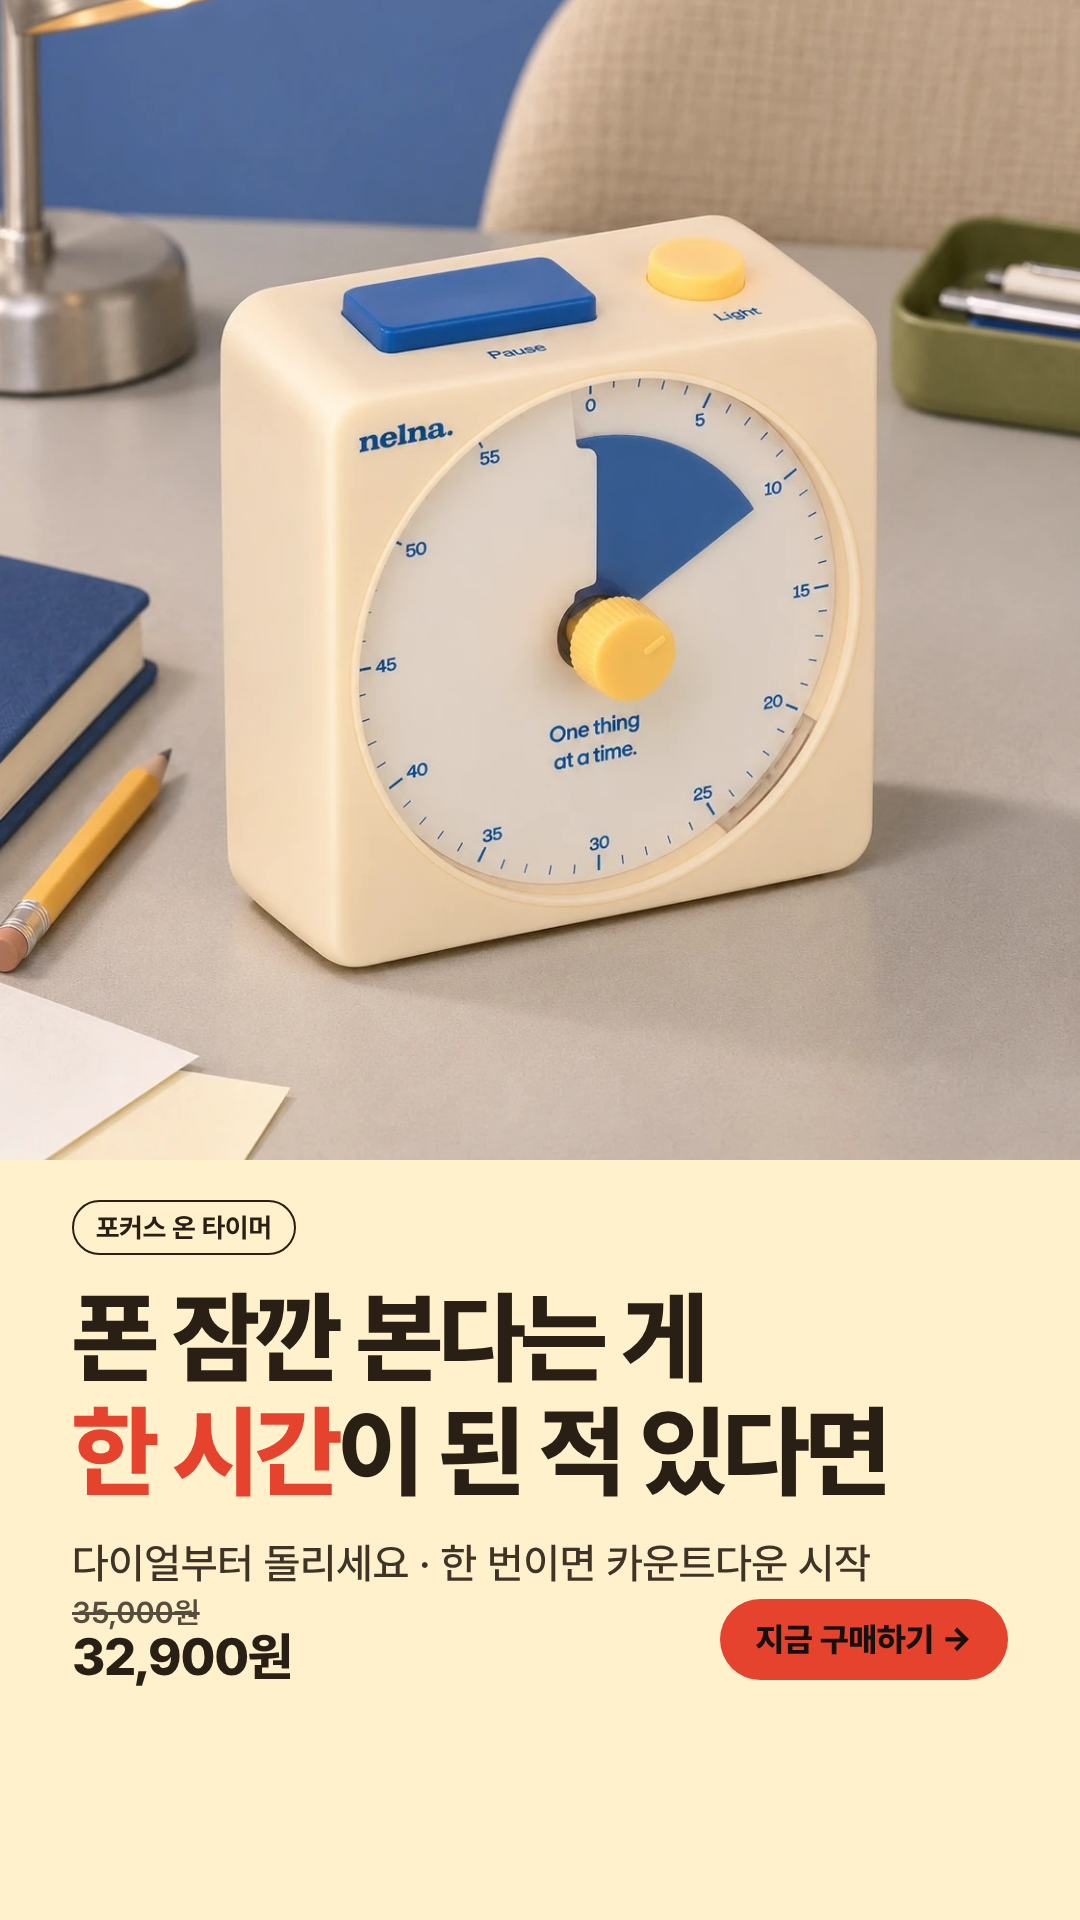 Pause
Light
nelna.
0
5
10
15
20
25
30
35
40
45
50
55
One thing
at a time.
포커스 온 타이머
폰 잠깐 본다는 게
한 시간이 된 적 있다면
다이얼부터 돌리세요 · 한 번이면 카운트다운 시작
35,000원
32,900원
지금 구매하기 →